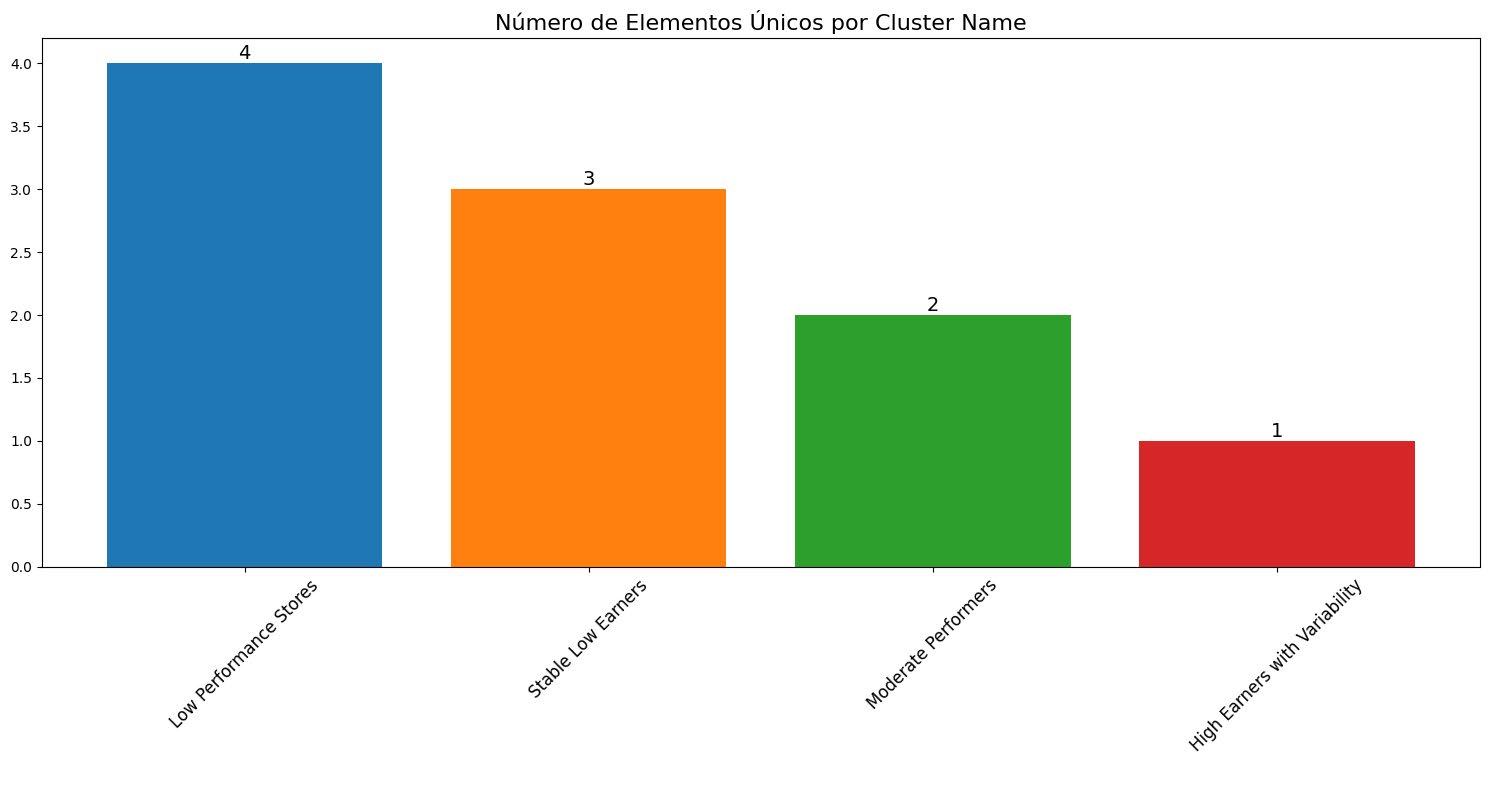 Número de Elementos Únicos por Cluster Name
4
3
2
1
4.0
3.5
3.0
2.5
2.0
1.5
1.0
0.5
0.0
Low Performance Stores
Stable Low Earners
Moderate Performers
High Earners with Variability